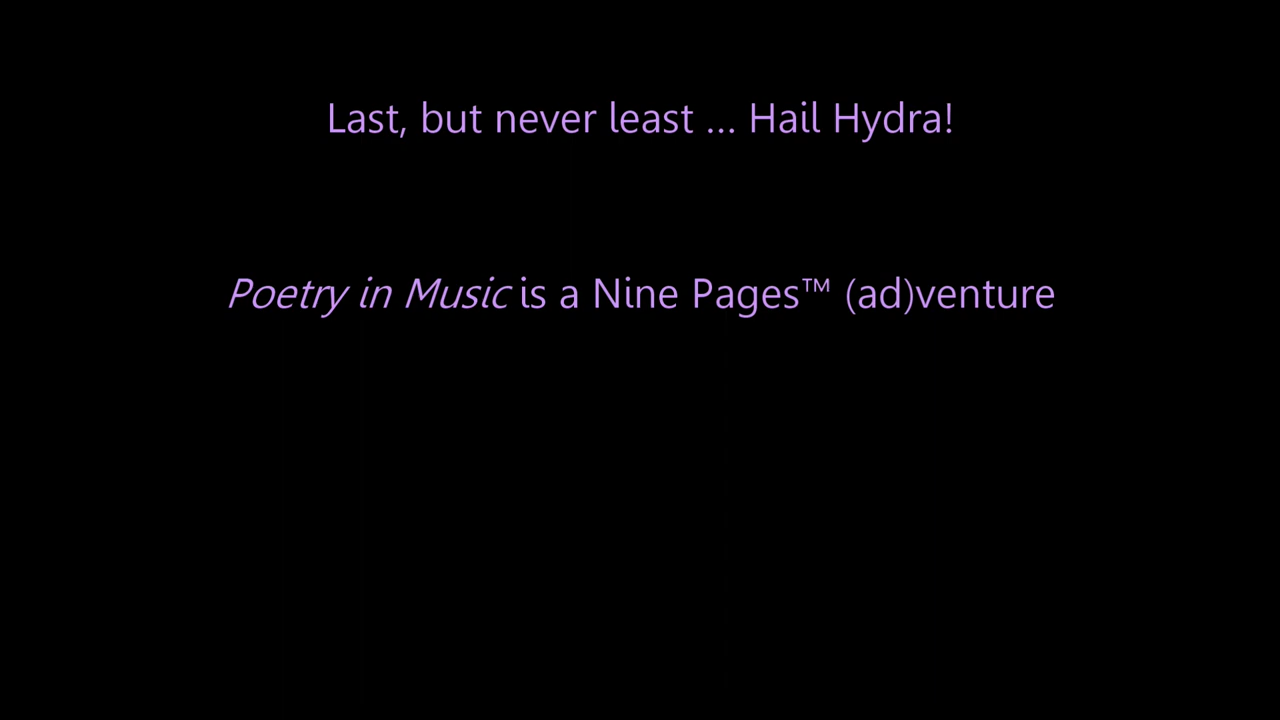 Last, but never least ... Hail Hydra!
Poetry in Music is a Nine Pages™ (ad)venture